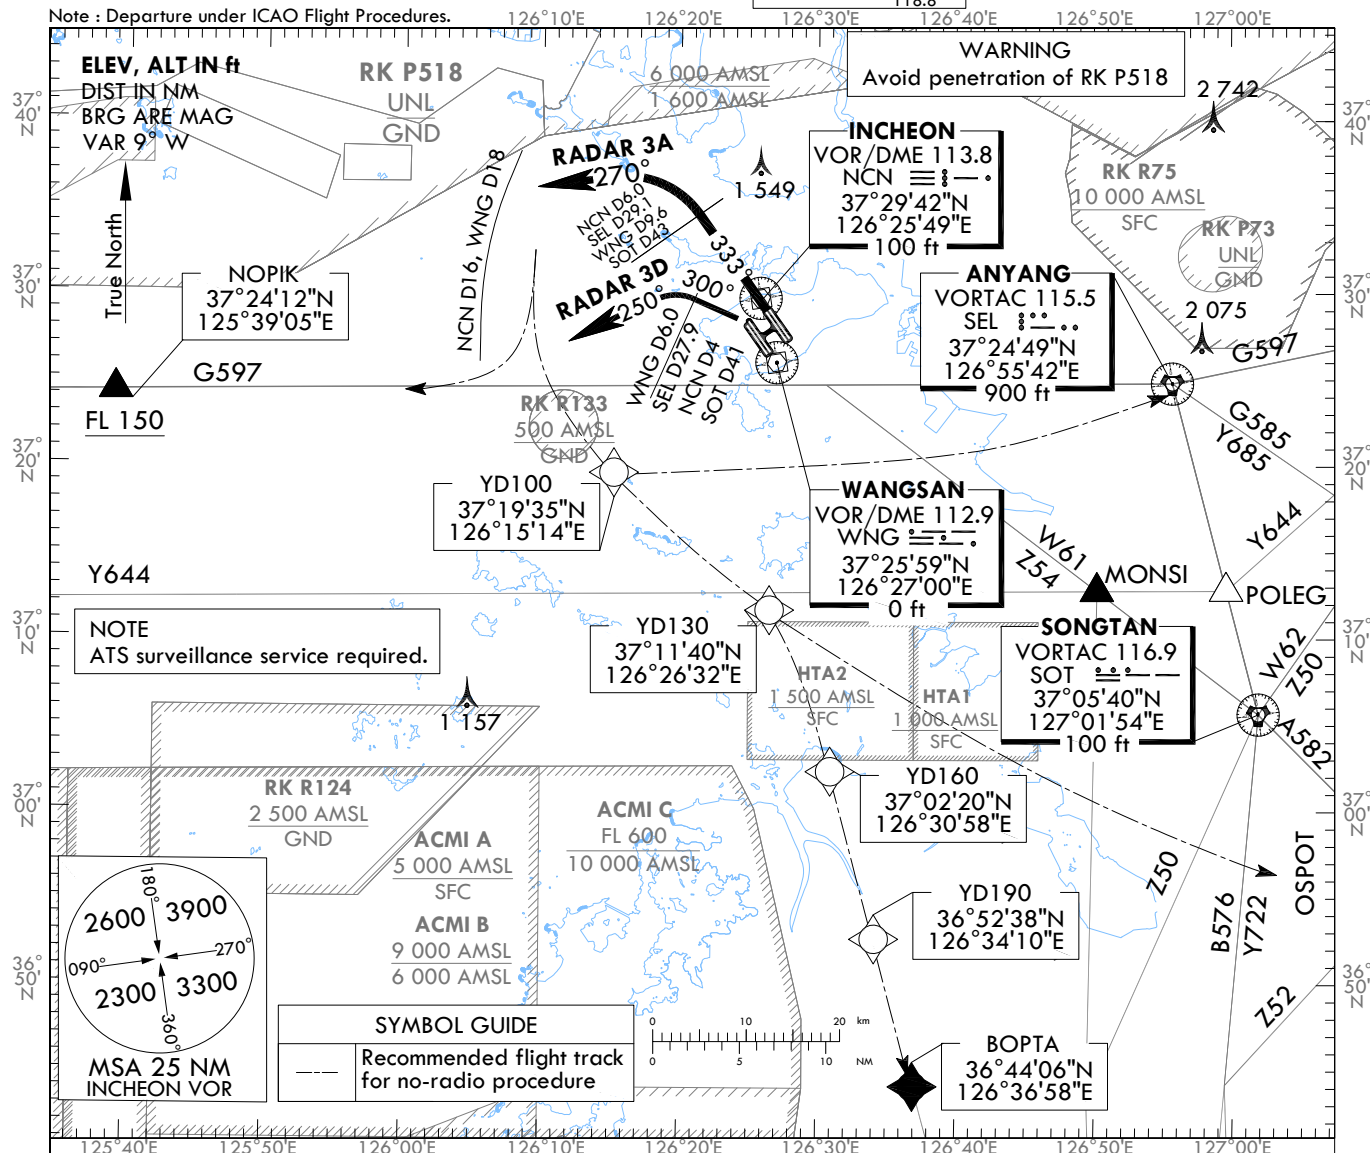 118.8
Note : Departure under ICAO Flight Procedures.
126°10'E
126°20'E
126°30'E
126°40'E
126°50'E
127°00'E
ELEV, ALT IN ft
DIST IN NM
BRG ARE MAG
VAR 9° W
True North
RK P518
UNL
GND
6 000 AMSL
1 600 AMSL
WARNING
Avoid penetration of RK P518
2 742
37°
40'
N
37°
40'
N
RADAR 3A
270°
NCN D6.0
SEL D29.1
WNG D9.6
SOT D43
333°
1 549
INCHEON
VOR/DME 113.8
NCN
37°29'42"N
126°25'49"E
100 ft
RK R75
10 000 AMSL
SFC
RK P73
UNL
GND
NCN D16, WNG D18
37°
30'
N
37°
30'
N
NOPIK
37°24'12"N
125°39'05"E
RADAR 3D
250°
300°
WNG D6.0
SEL D27.9
NCN D4
SOT D41
ANYANG
VORTAC 115.5
SEL
37°24'49"N
126°55'42"E
900 ft
2 075
G597
G597
FL 150
RK R133
500 AMSL
GND
G585
Y685
37°
20'
N
37°
20'
N
YD100
37°19'35"N
126°15'14"E
WANGSAN
VOR/DME 112.9
WNG
37°25'59"N
126°27'00"E
0 ft
W61
Z54
Y644
Y644
MONSI
POLEG
37°
10'
N
37°
10'
N
NOTE
ATS surveillance service required.
YD130
37°11'40"N
126°26'32"E
SONGTAN
VORTAC 116.9
SOT
37°05'40"N
127°01'54"E
100 ft
W62
Z50
A582
HTA2
1 500 AMSL
SFC
HTA1
1 000 AMSL
SFC
1 157
37°
00'
N
37°
00'
N
RK R124
2 500 AMSL
GND
ACMI A
5 000 AMSL
SFC
ACMI B
9 000 AMSL
6 000 AMSL
ACMI C
FL 600
10 000 AMSL
YD160
37°02'20"N
126°30'58"E
YD190
36°52'38"N
126°34'10"E
Z50
B576
Y722
OSPOT
Z52
36°
50'
N
36°
50'
N
180°
2600
3900
270°
090°
2300
3300
360°
MSA 25 NM
INCHEON VOR
SYMBOL GUIDE
Recommended flight track
for no-radio procedure
0 10 20 km
0 5 10 NM
BOPTA
36°44'06"N
126°36'58"E
125°40'E
125°50'E
126°00'E
126°10'E
126°20'E
126°30'E
126°40'E
126°50'E
127°00'E